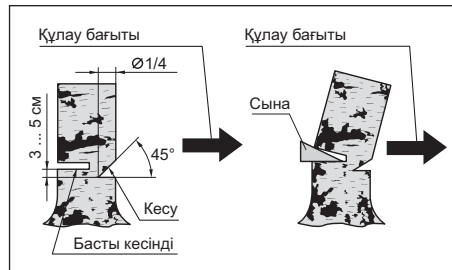 Құлау бағыты
Ø1/4
3 ... 5 см
45°
Кесу
Басты кесінді
Құлау бағыты
Сына